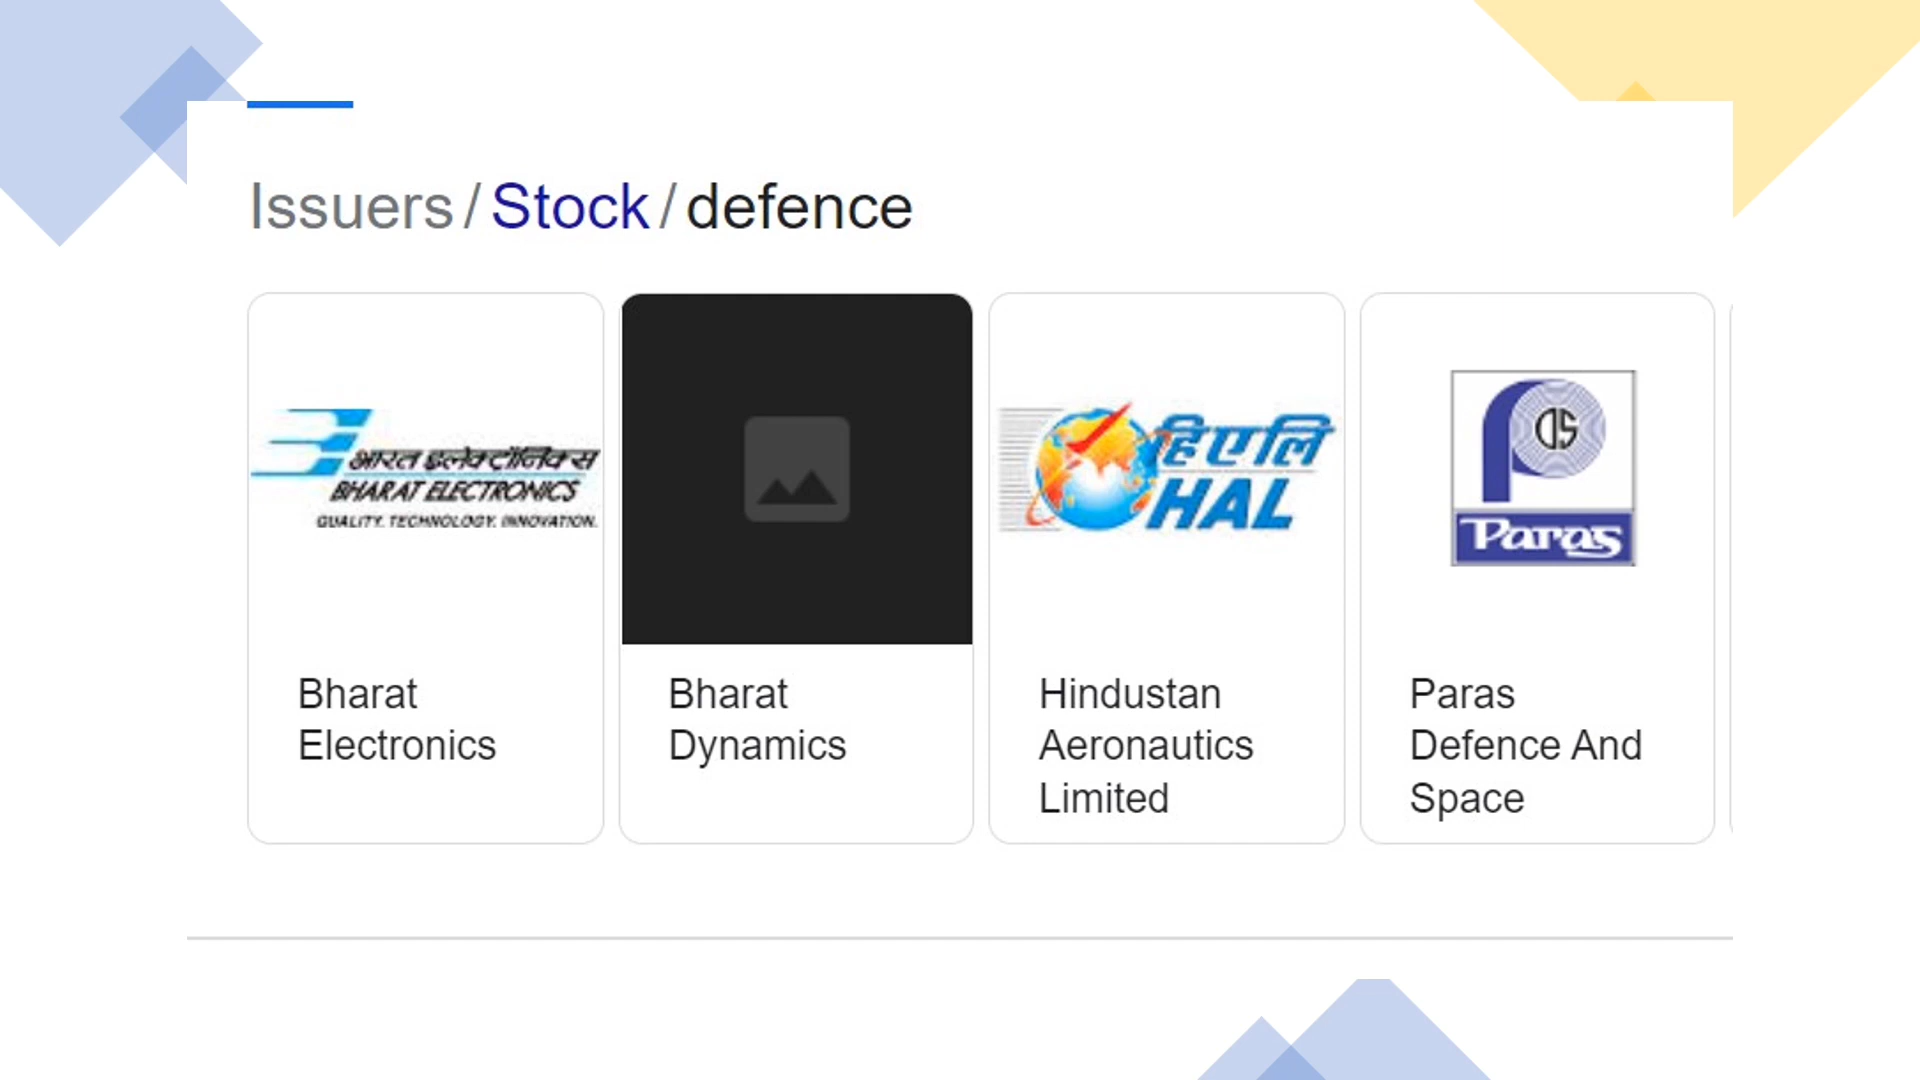 Issuers / Stock / defence
भारत इलेक्ट्रॉनिक्स
BHARAT ELECTRONICS
QUALITY. TECHNOLOGY. INNOVATION.
हिएलि
HAL
DS
Paras
Bharat
Electronics
Bharat
Dynamics
Hindustan
Aeronautics
Limited
Paras
Defence And
Space